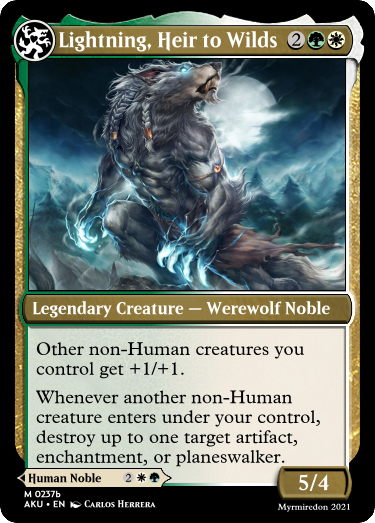 Lightning, Heir to Wilds 2
Legendary Creature — Werewolf Noble
Other non-Human creatures you
control get +1/+1.
Whenever another non-Human
creature enters under your control,
destroy up to one target artifact,
enchantment, or planeswalker.
Human Noble 2
5/4
M 0237b
AKU • EN Carlos Herrera
Myrmiredon 2021